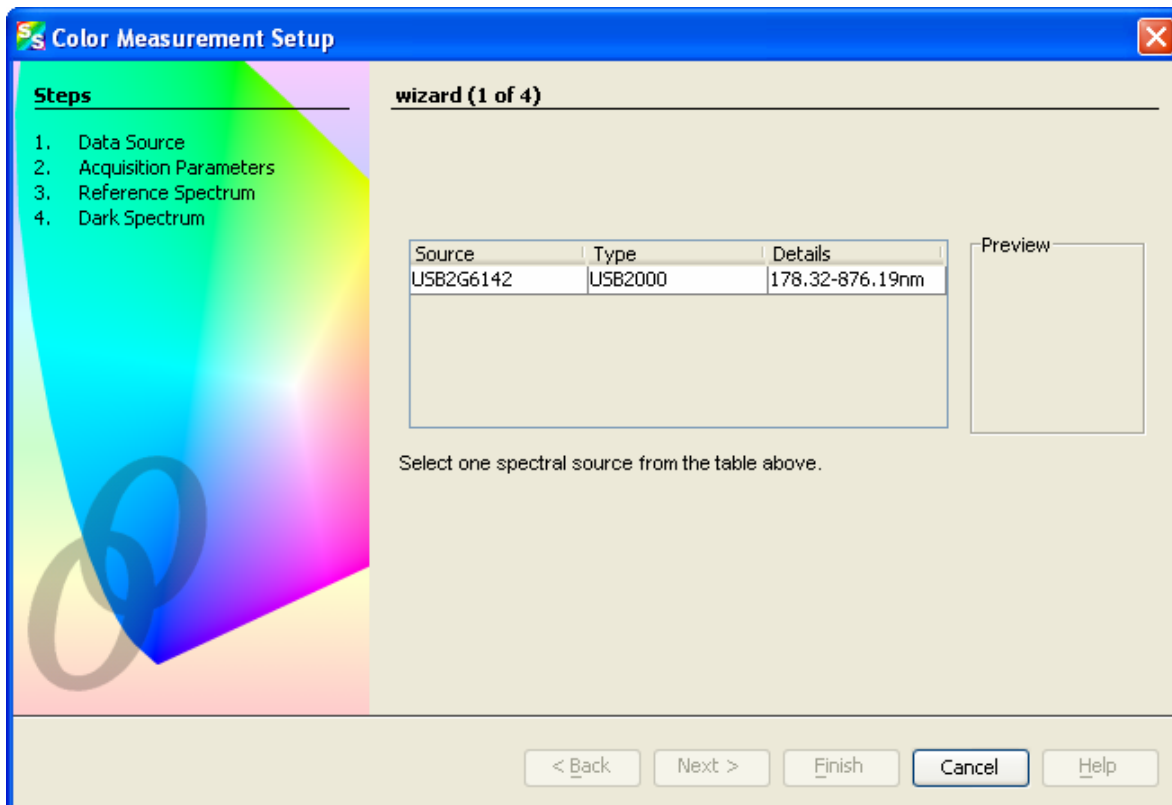 Color Measurement Setup
Steps
1. Data Source
2. Acquisition Parameters
3. Reference Spectrum
4. Dark Spectrum
wizard (1 of 4)
Source Type Details
USB2G6142 USB2000 178.32-876.19nm
Preview
Select one spectral source from the table above.
< Back Next > Finish Cancel Help